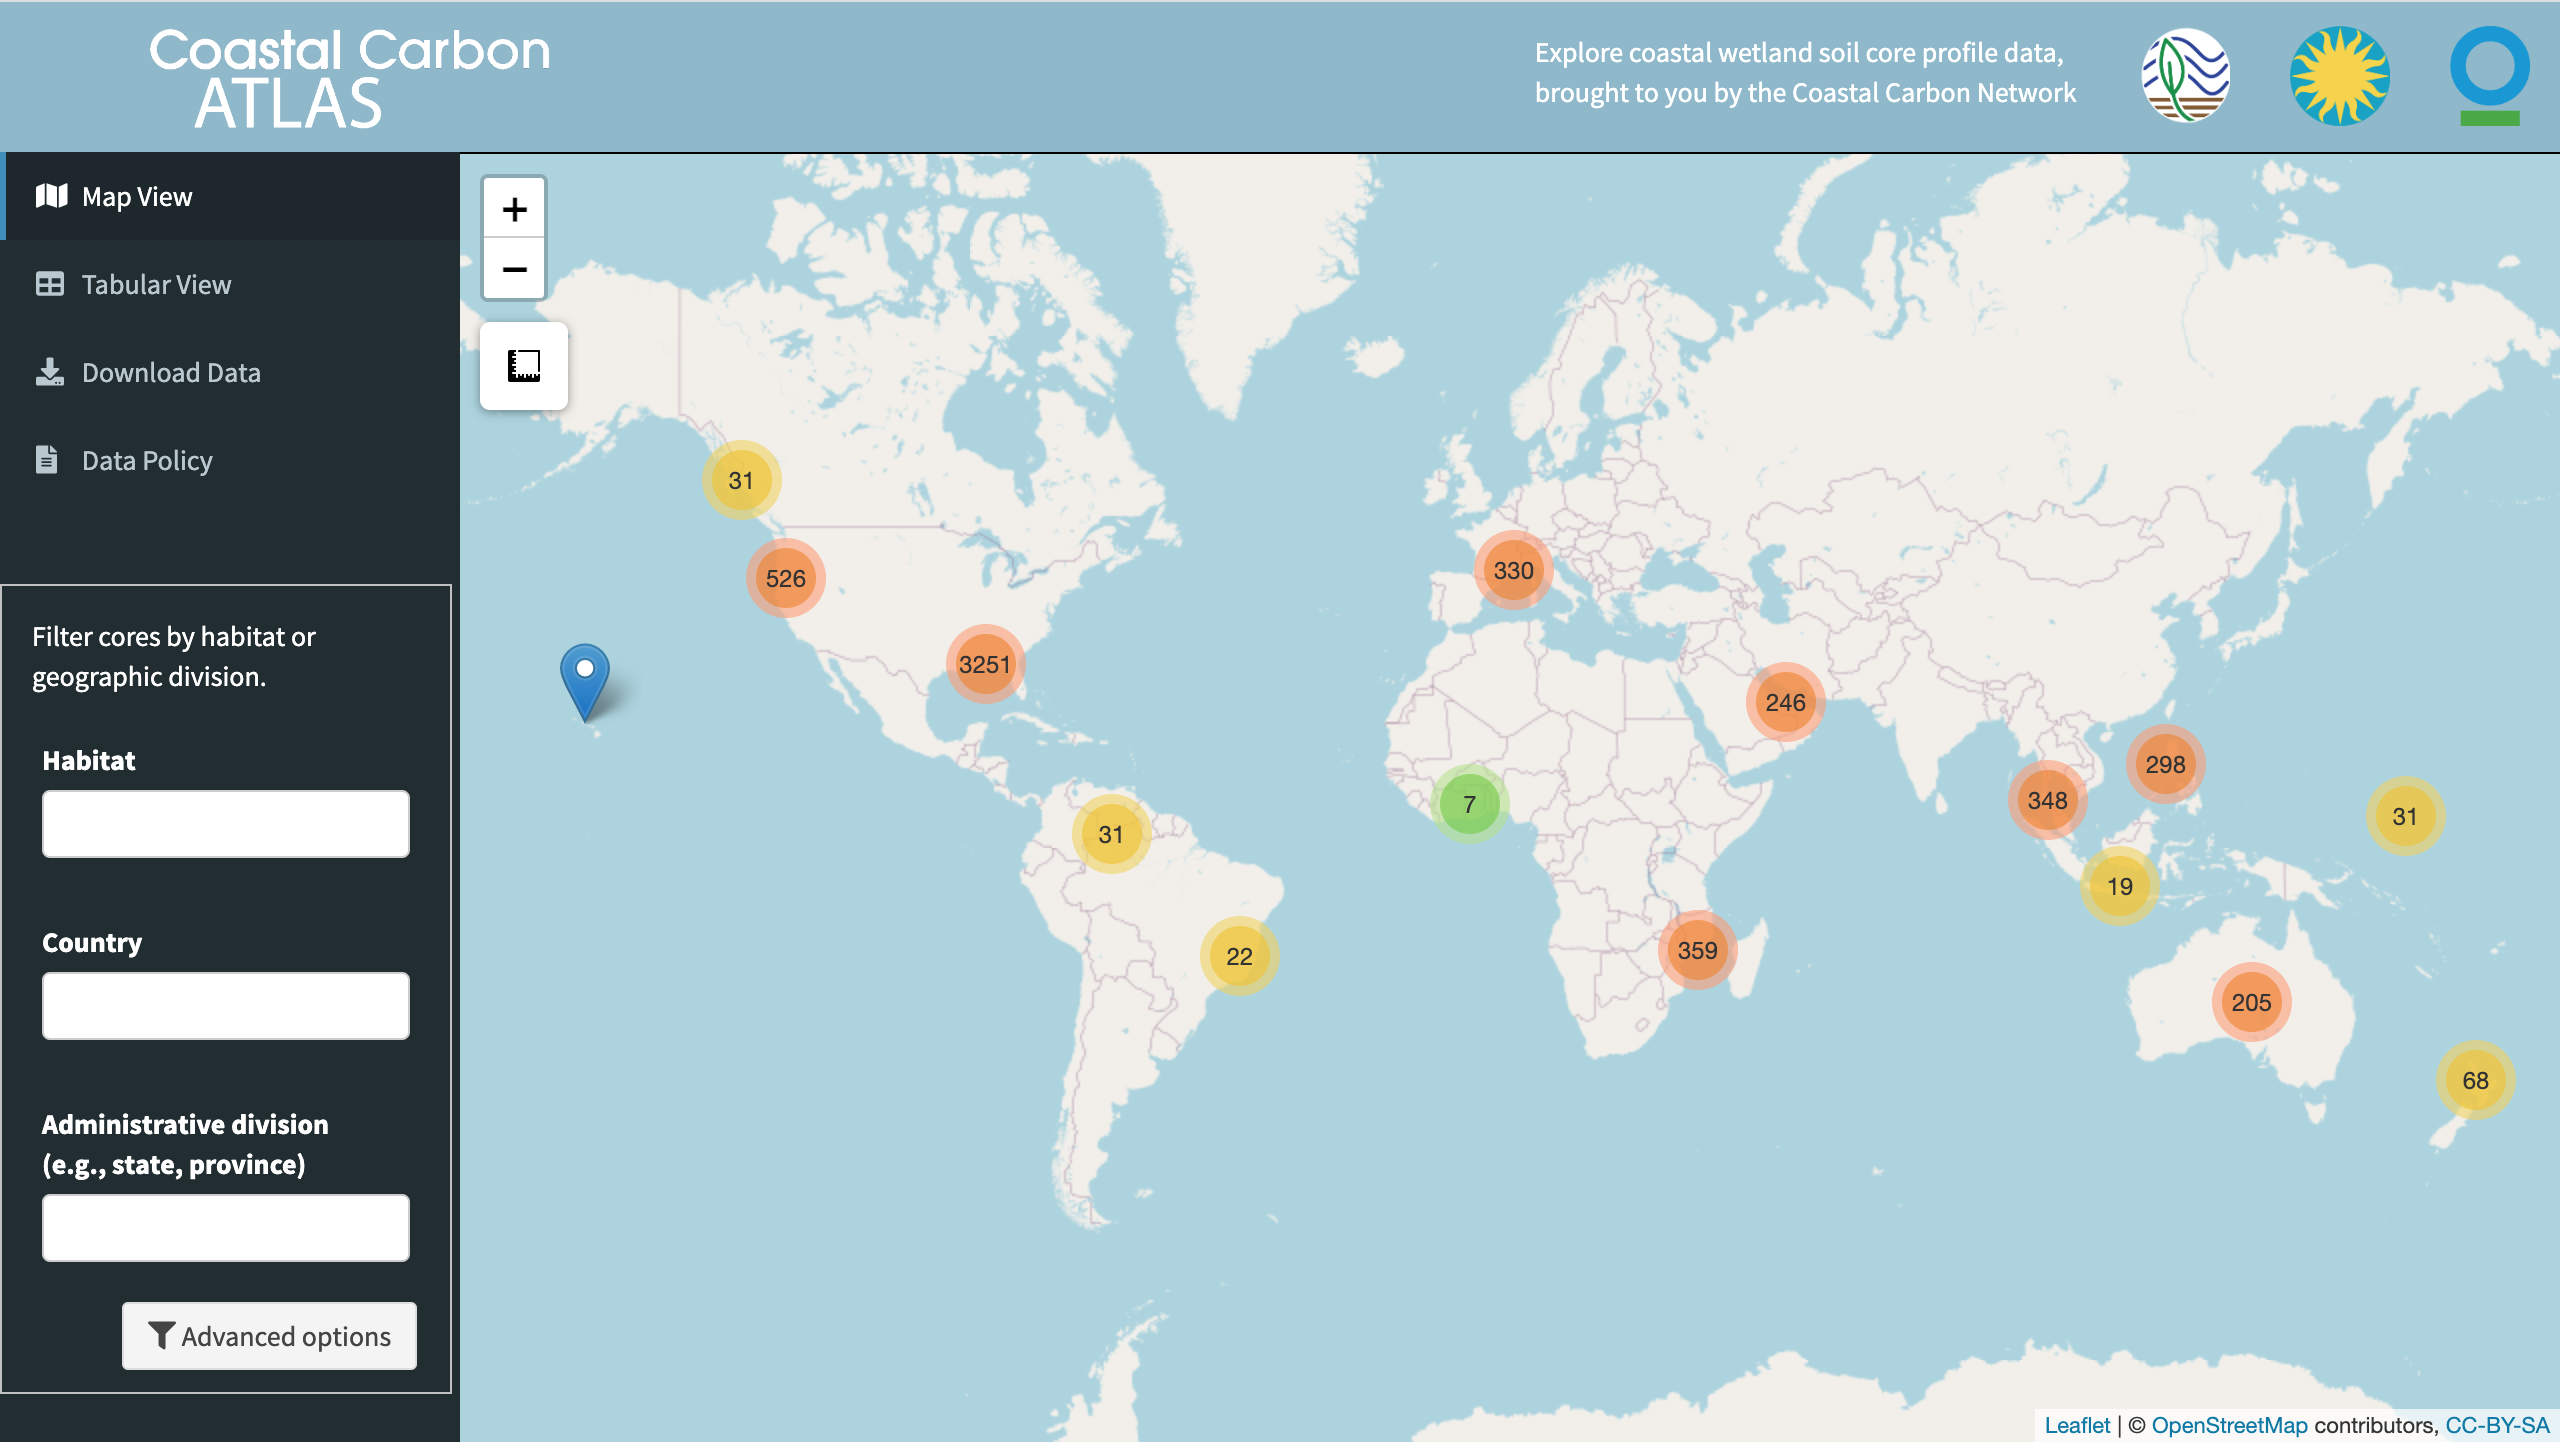 Coastal Carbon
ATLAS
Explore coastal wetland soil core profile data,
brought to you by the Coastal Carbon Network
Map View
Tabular View
Download Data
Data Policy
Filter cores by habitat or
geographic division.
Habitat
Country
Administrative division
(e.g., state, province)
Advanced options
+
−
31
526
3251
330
246
298
348
31
7
31
19
359
22
205
68
Leaflet | © OpenStreetMap contributors, CC-BY-SA